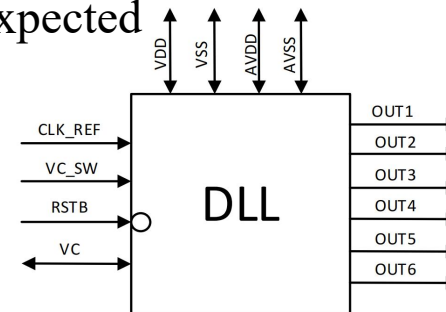 xpected
VDD
VSS
AVDD
AVSS
CLK_REF
VC_SW
RSTB
VC
DLL
OUT1
OUT2
OUT3
OUT4
OUT5
OUT6